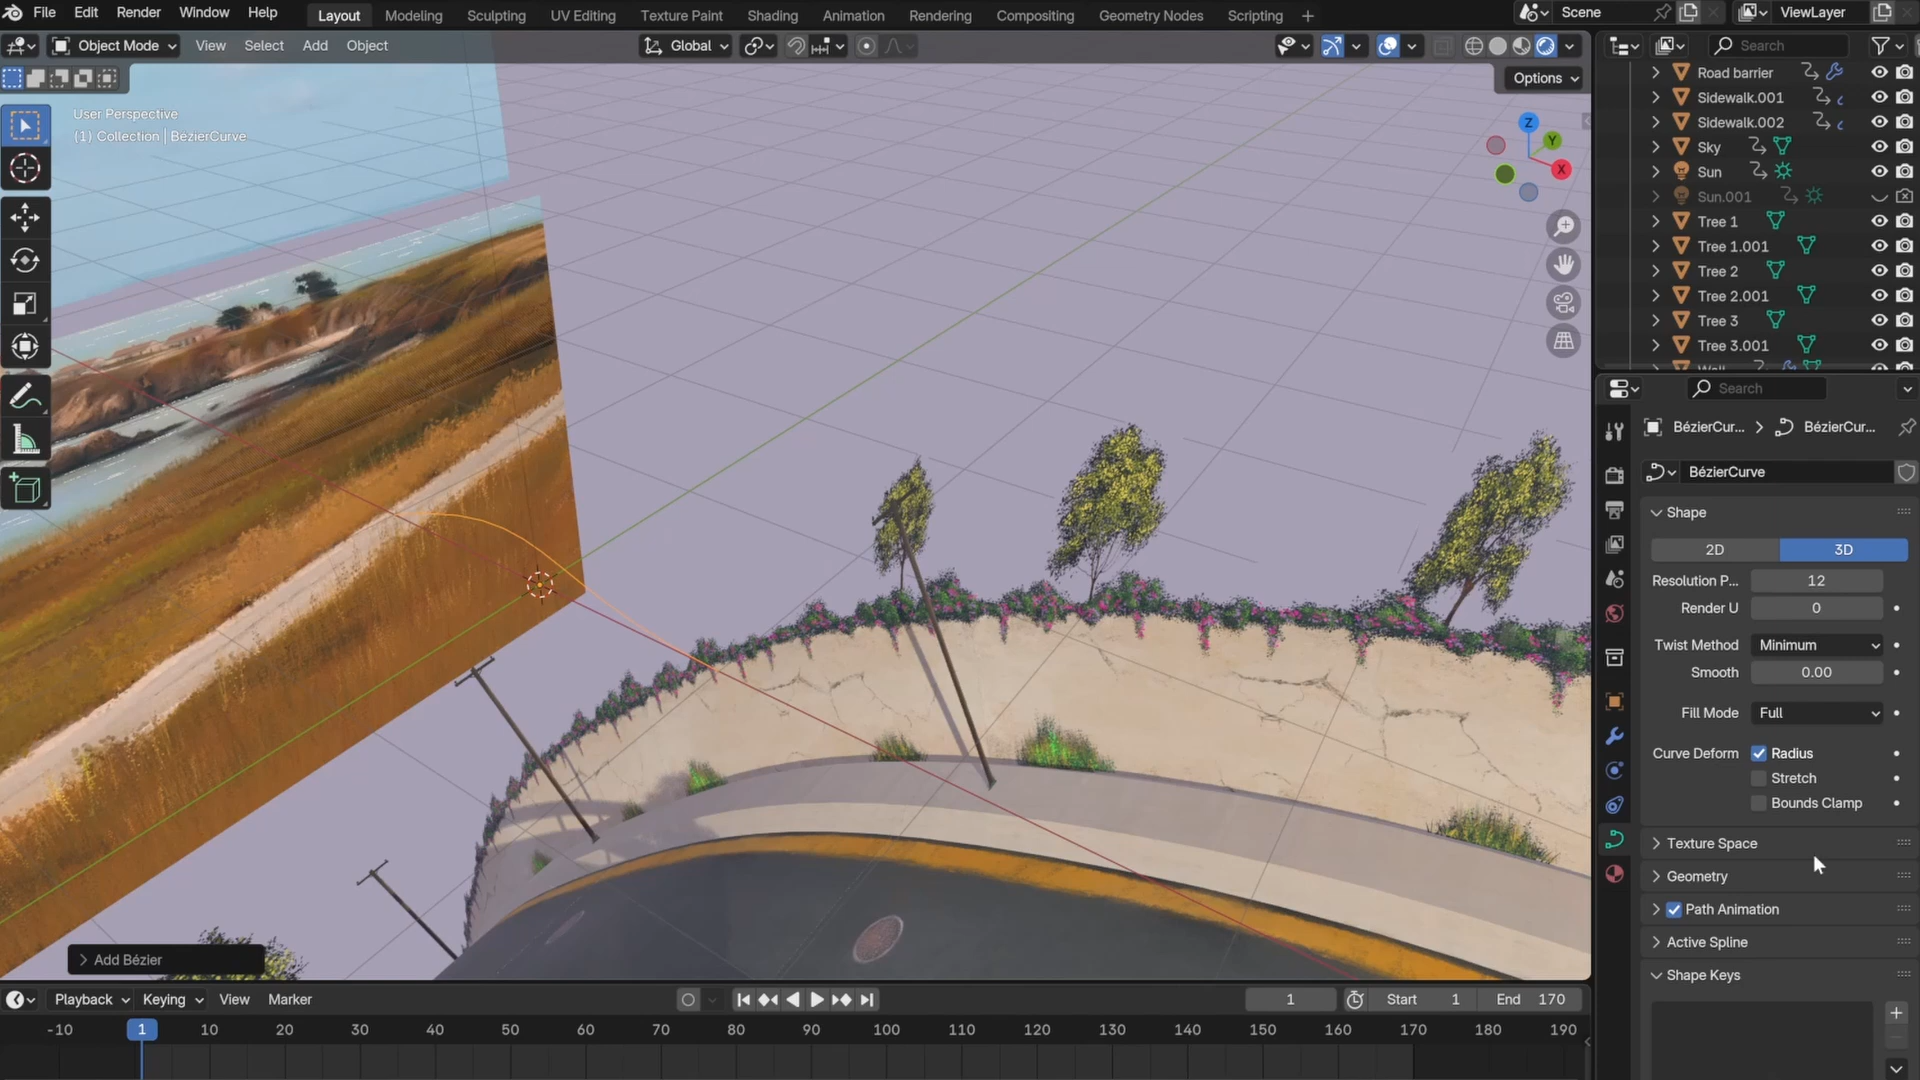 File Edit Render Window Help Layout Modeling Sculpting UV Editing Texture Paint Shading Animation Rendering Compositing Geometry Nodes Scripting + Scene ViewLayer
Object Mode View Select Add Object Global Search
Options
User Perspective
(1) Collection | BézierCurve
Z
Y
X
Road barrier
Sidewalk.001
Sidewalk.002
Sky
Sun
Sun.001
Tree 1
Tree 1.001
Tree 2
Tree 2.001
Tree 3
Tree 3.001
Search
BézierCur... > BézierCur...
BézierCurve
Shape
2D 3D
Resolution P... 12
Render U 0
Twist Method Minimum
Smooth 0.00
Fill Mode Full
Curve Deform Radius
Stretch
Bounds Clamp
Texture Space
Geometry
Path Animation
Active Spline
Shape Keys
Add Bézier
Playback Keying View Marker 1 Start 1 End 170
-10 1 10 20 30 40 50 60 70 80 90 100 110 120 130 140 150 160 170 180 190